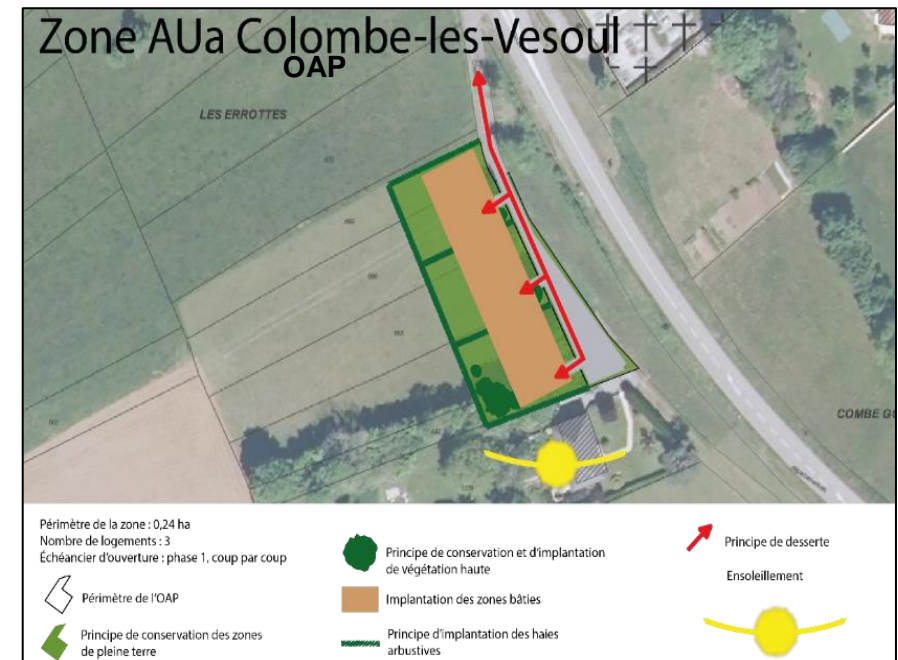 Zone AUa Colombe-les-Vesoul
OAP
LES ERROTTES
COMBE GO
Périmètre de la zone : 0,24 ha
Nombre de logements : 3
Échéancier d'ouverture : phase 1, coup par coup
Périmètre de l'OAP
Principe de conservation des zones
de pleine terre
Principe de conservation et d'implantation
de végétation haute
Implantation des zones bâties
Principe d'implantation des haies
arbustives
Principe de desserte
Ensoleillement